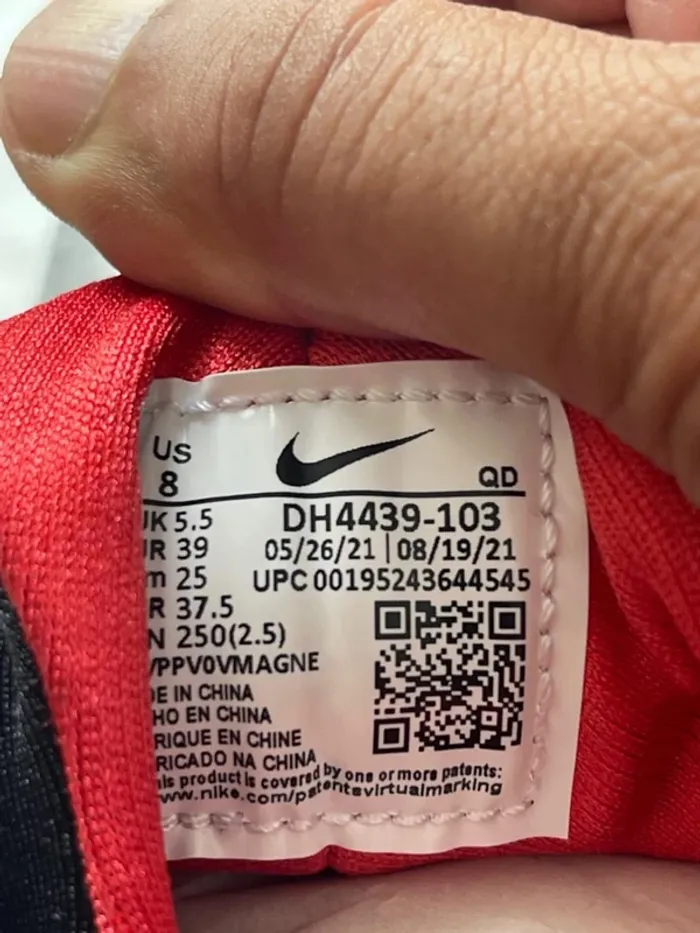 US
8
QD
UK 5.5
DH4439-103
R 39
05/26/21 | 08/19/21
m 25
UPC 00195243644545
R 37.5
N 250(2.5)
/PPV0VMAGNE
DE IN CHINA
HO EN CHINA
RIQUE EN CHINE
RICADO NA CHINA
his product is covered by one or more patents:
www.nike.com/patentsvirtualmarking